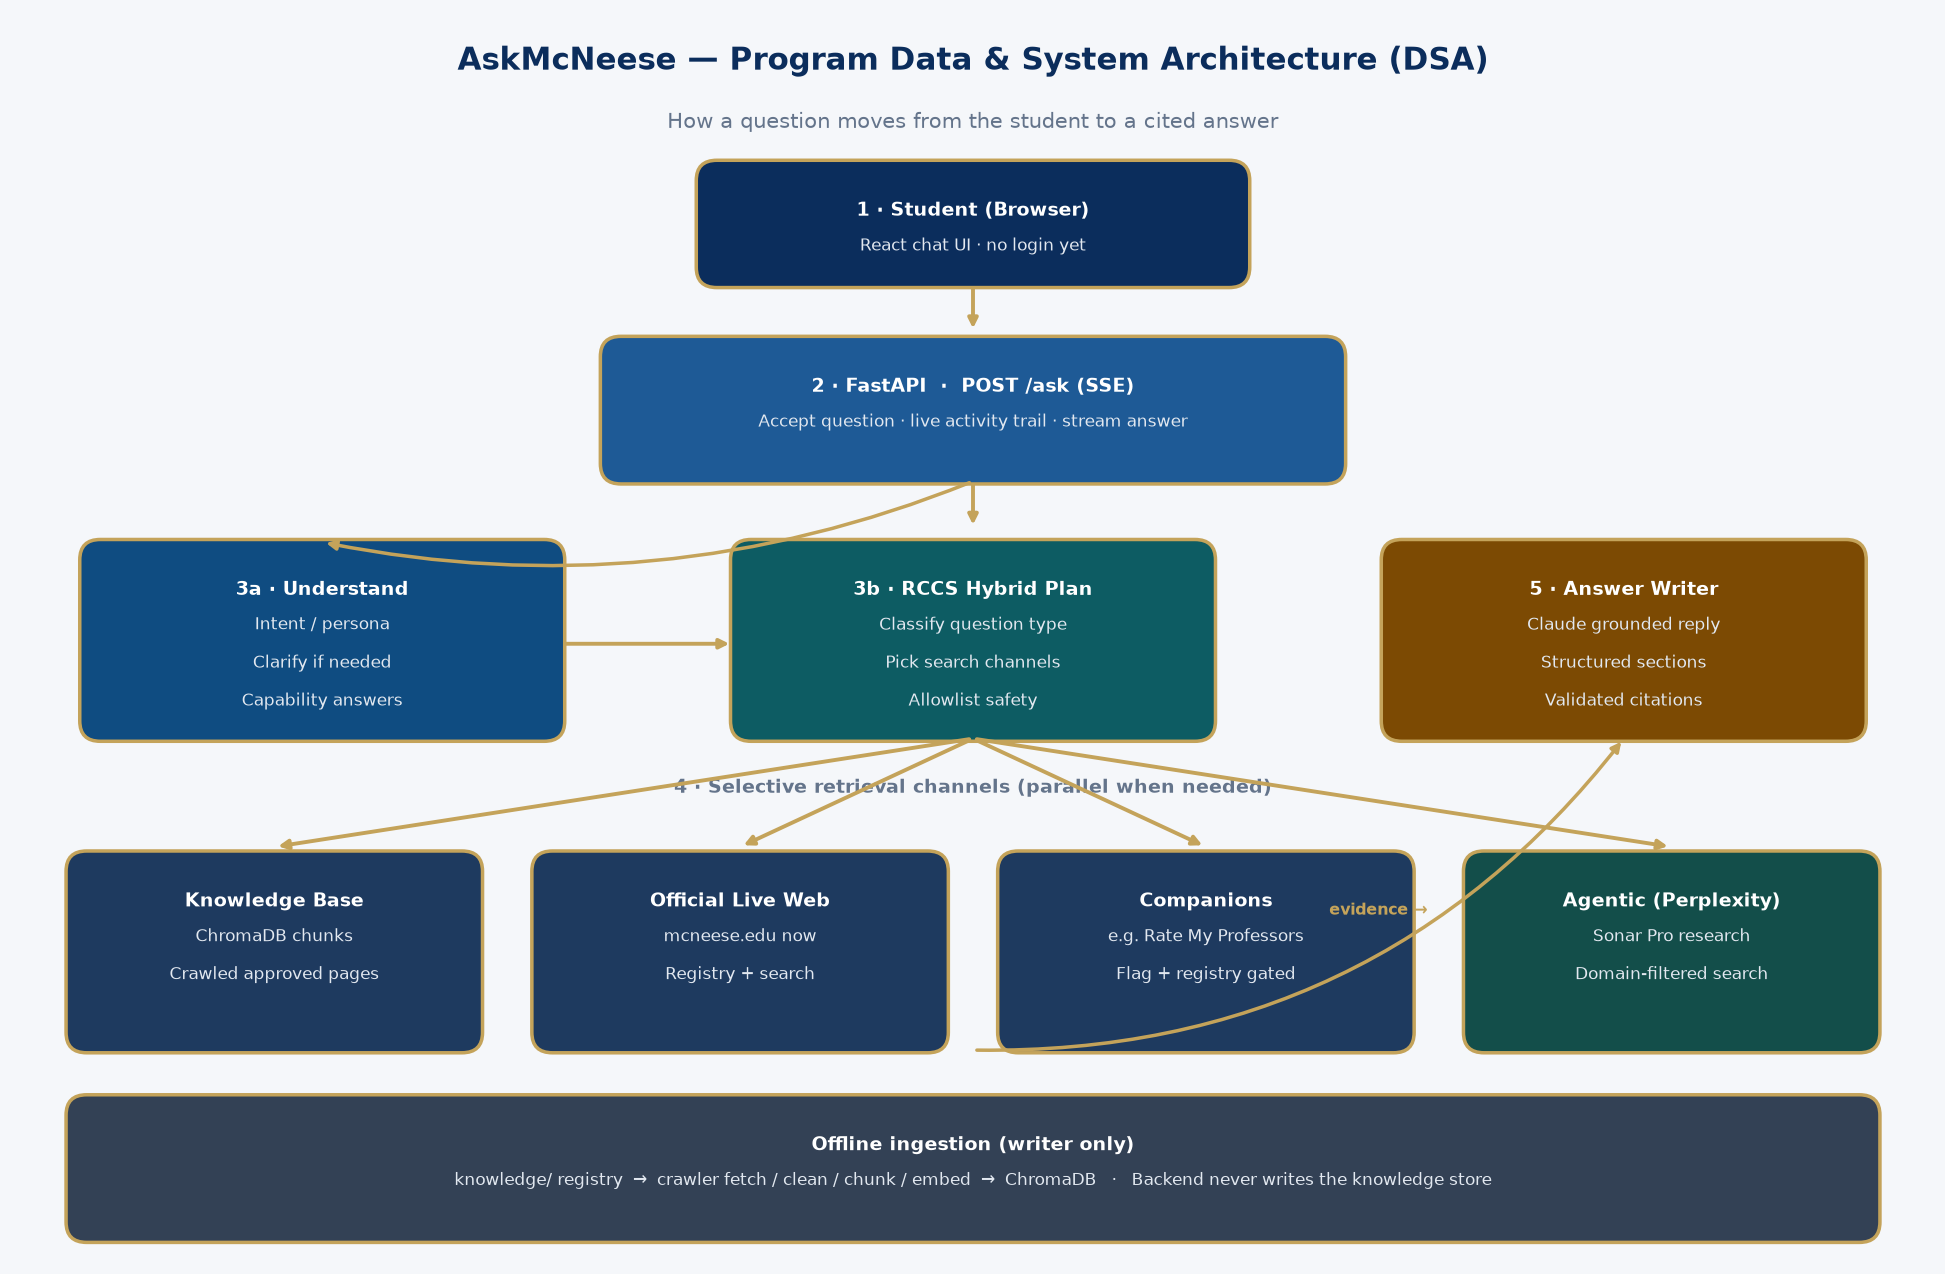 AskMcNeese — Program Data & System Architecture (DSA)
How a question moves from the student to a cited answer
1 · Student (Browser)
React chat UI · no login yet
2 · FastAPI · POST /ask (SSE)
Accept question · live activity trail · stream answer
3a · Understand
Intent / persona
Clarify if needed
Capability answers
3b · RCCS Hybrid Plan
Classify question type
Pick search channels
Allowlist safety
5 · Answer Writer
Claude grounded reply
Structured sections
Validated citations
4 · Selective retrieval channels (parallel when needed)
Knowledge Base
ChromaDB chunks
Crawled approved pages
Official Live Web
mcneese.edu now
Registry + search
Companions
e.g. Rate My Professors
Flag + registry gated
evidence →
Agentic (Perplexity)
Sonar Pro research
Domain-filtered search
Offline ingestion (writer only)
knowledge/ registry → crawler fetch / clean / chunk / embed → ChromaDB · Backend never writes the knowledge store